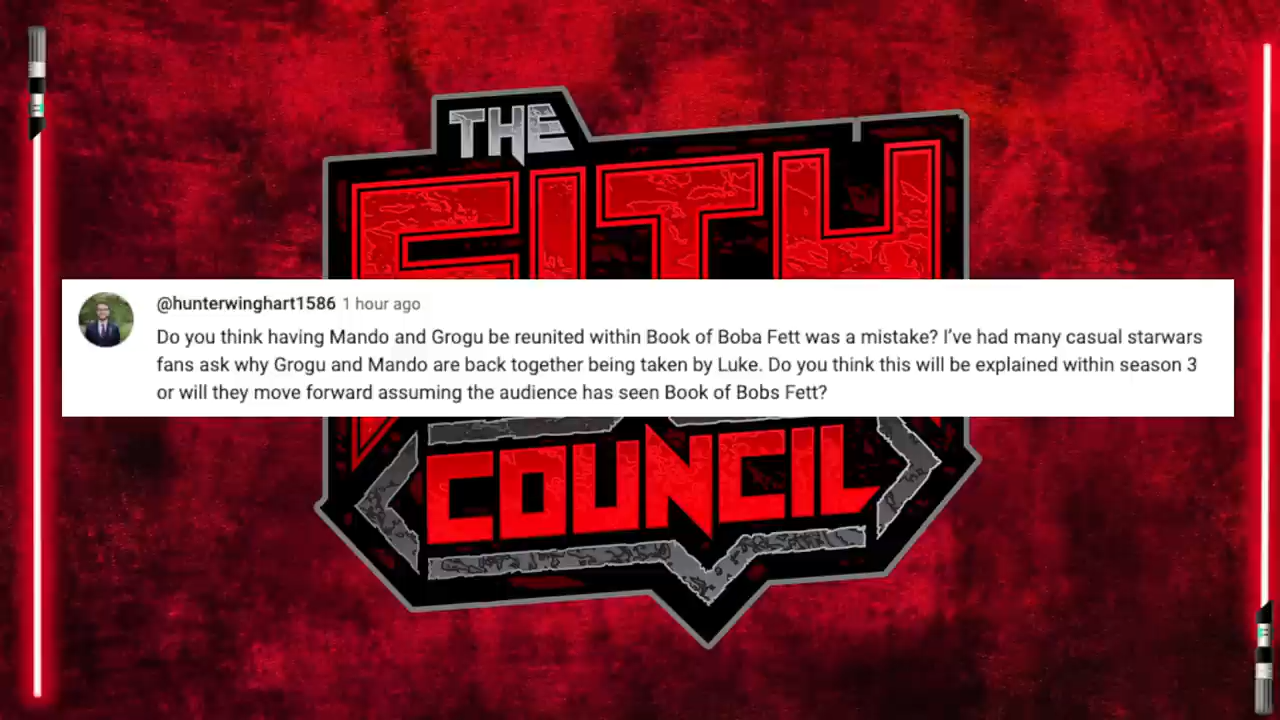 THE
@hunterwinghart1586 1 hour ago
Do you think having Mando and Grogu be reunited within Book of Boba Fett was a mistake? I've had many casual starwars
fans ask why Grogu and Mando are back together being taken by Luke. Do you think this will be explained within season 3
or will they move forward assuming the audience has seen Book of Bobs Fett?
COUNCIL